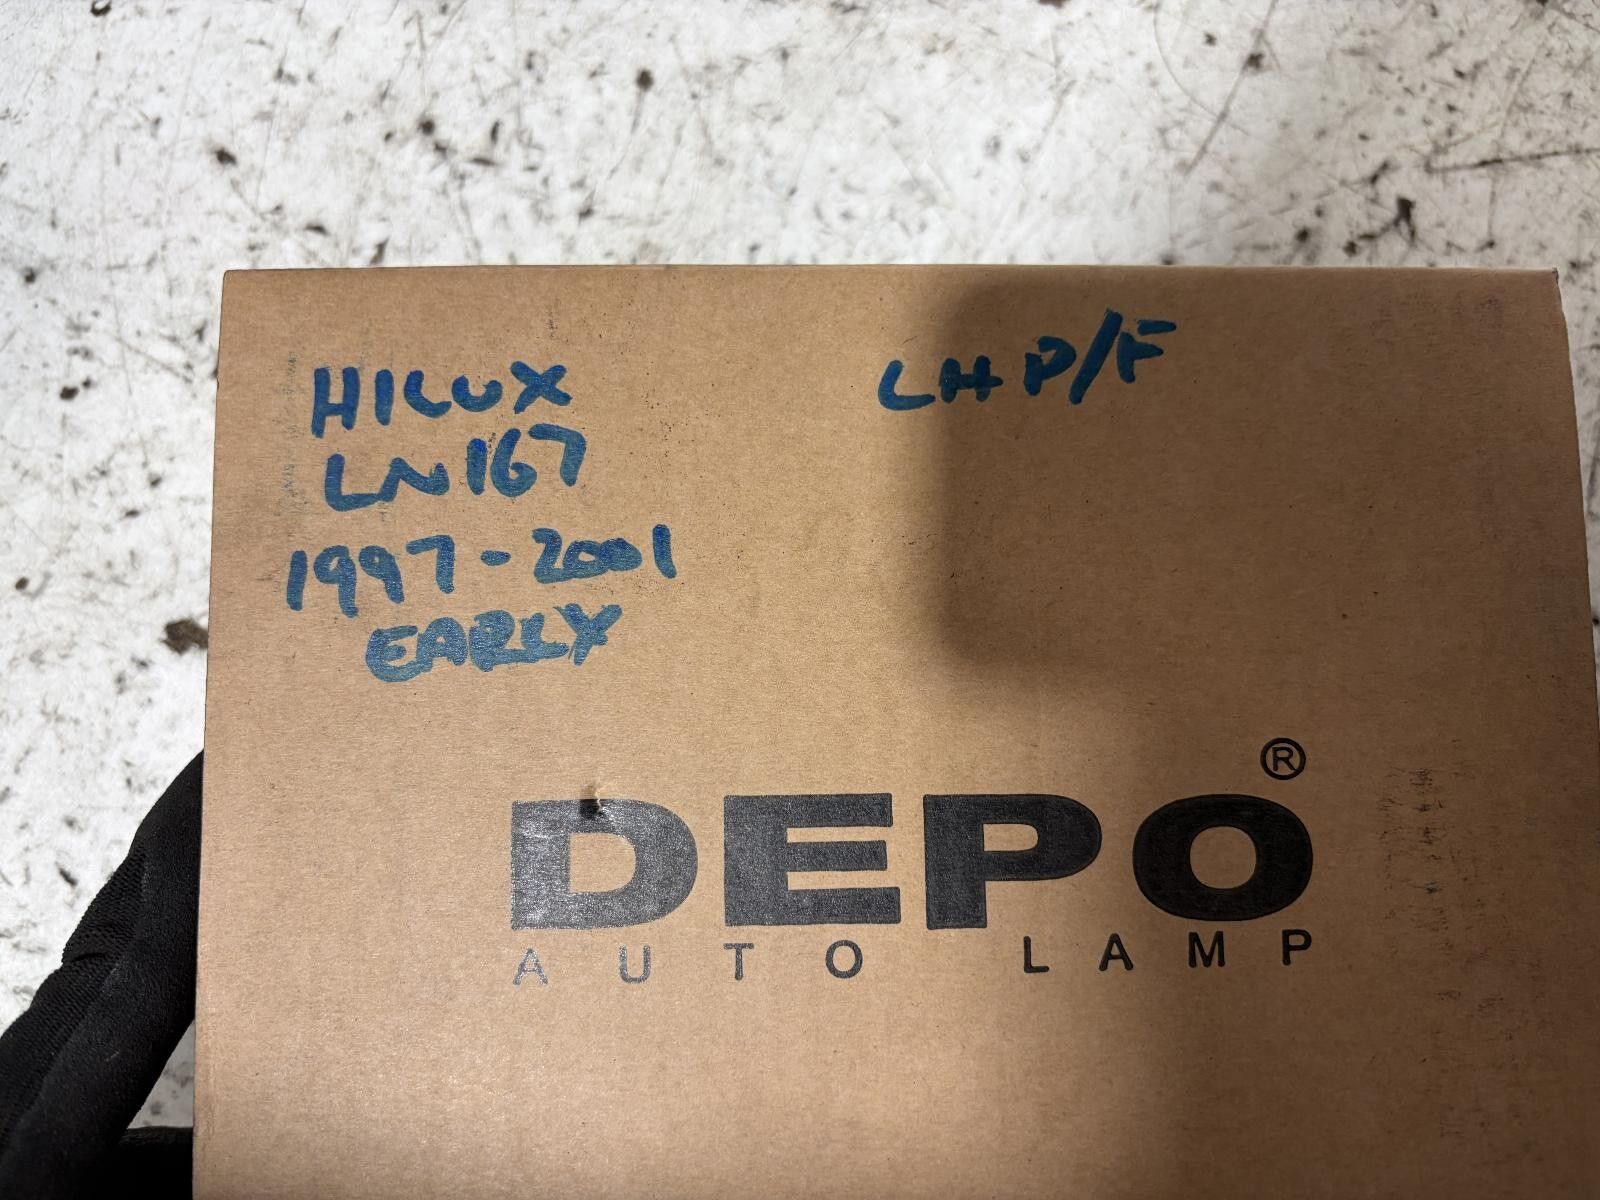 HILUX
LN167
1997-2001
EARLY
LH P/F
DEPO®
AUTO LAMP